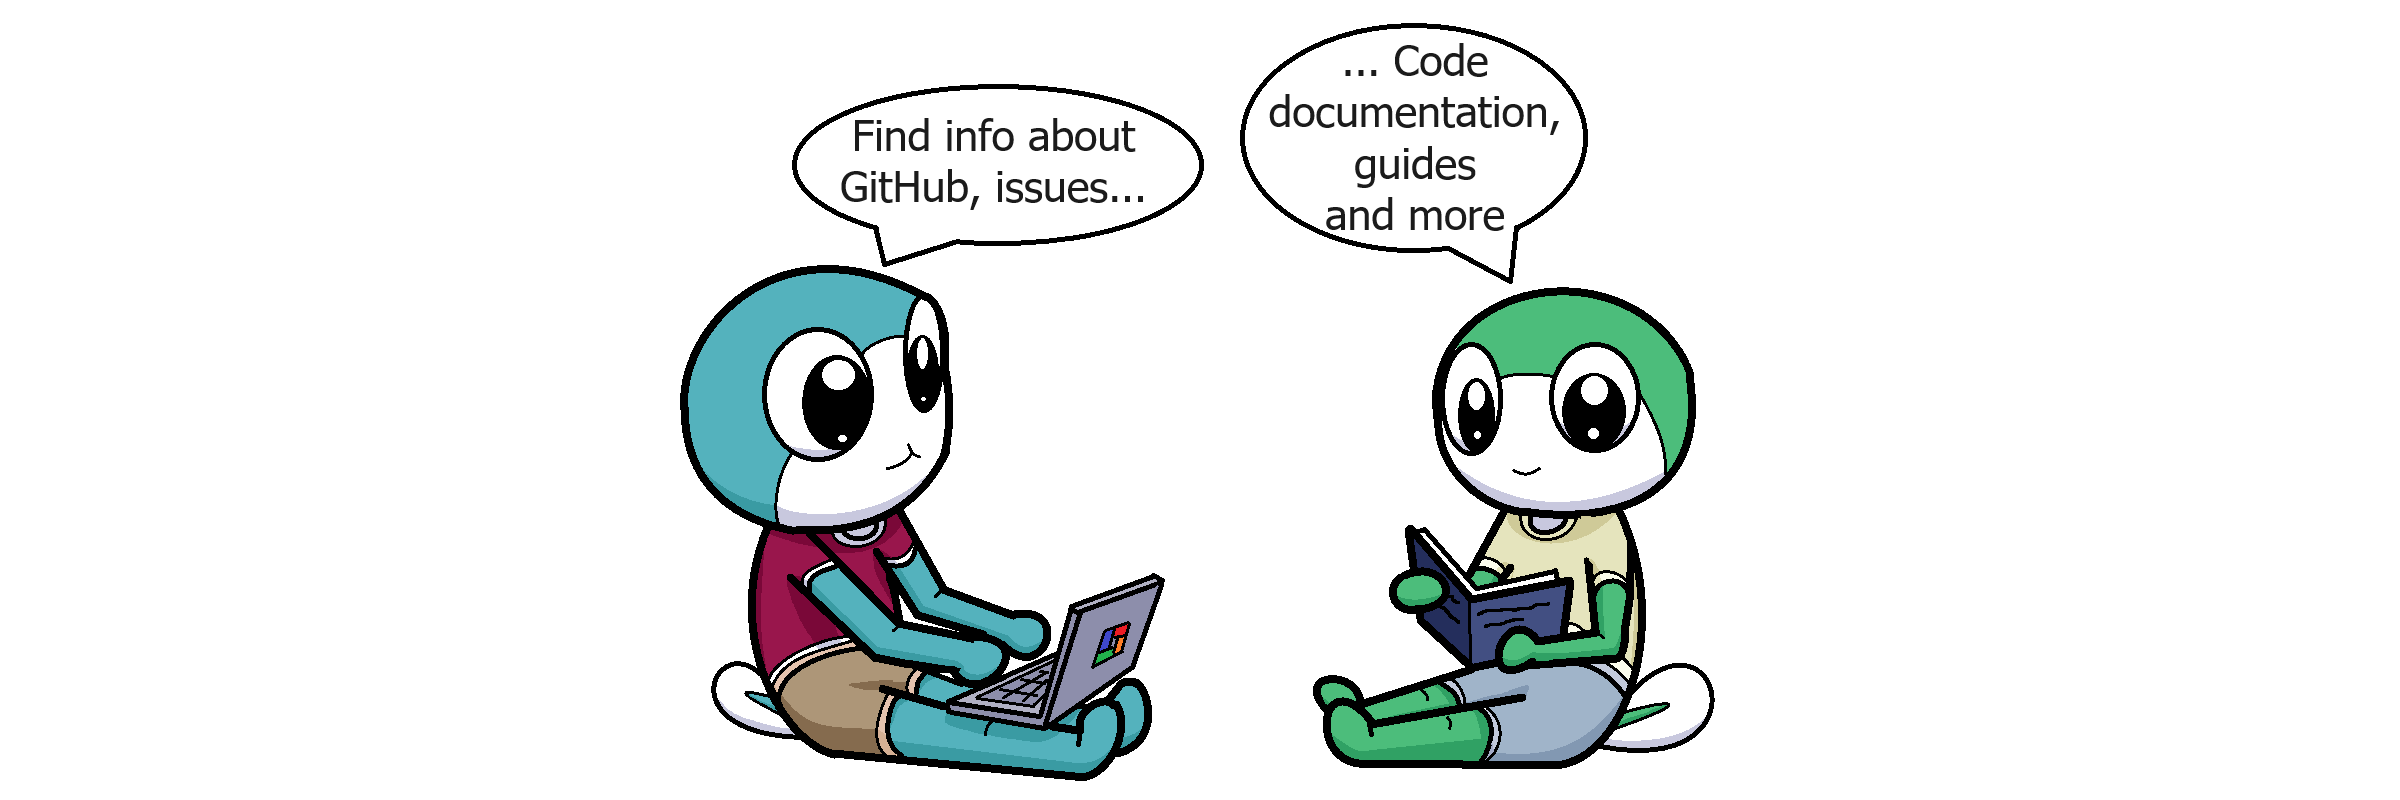 Find info about
GitHub, issues...
... Code
documentation,
guides
and more